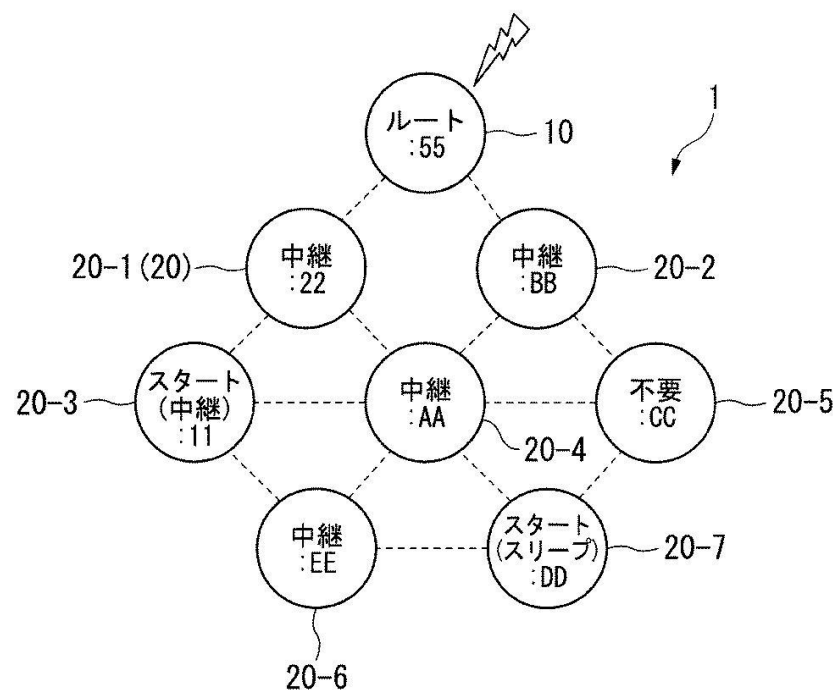 1
ルート
:55
10
中継
:22
20-1(20)
中継
:BB
20-2
スタート
(中継)
:11
20-3
中継
:AA
20-4
不要
:CC
20-5
中継
:EE
20-6
スタート
(スリープ)
:DD
20-7